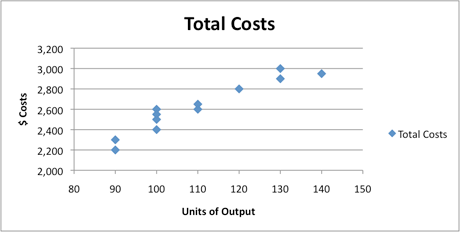 Total Costs
3,200
3,000
2,800
2,600
2,400
2,200
2,000
$ Costs
80 90 100 110 120 130 140 150
Units of Output
Total Costs